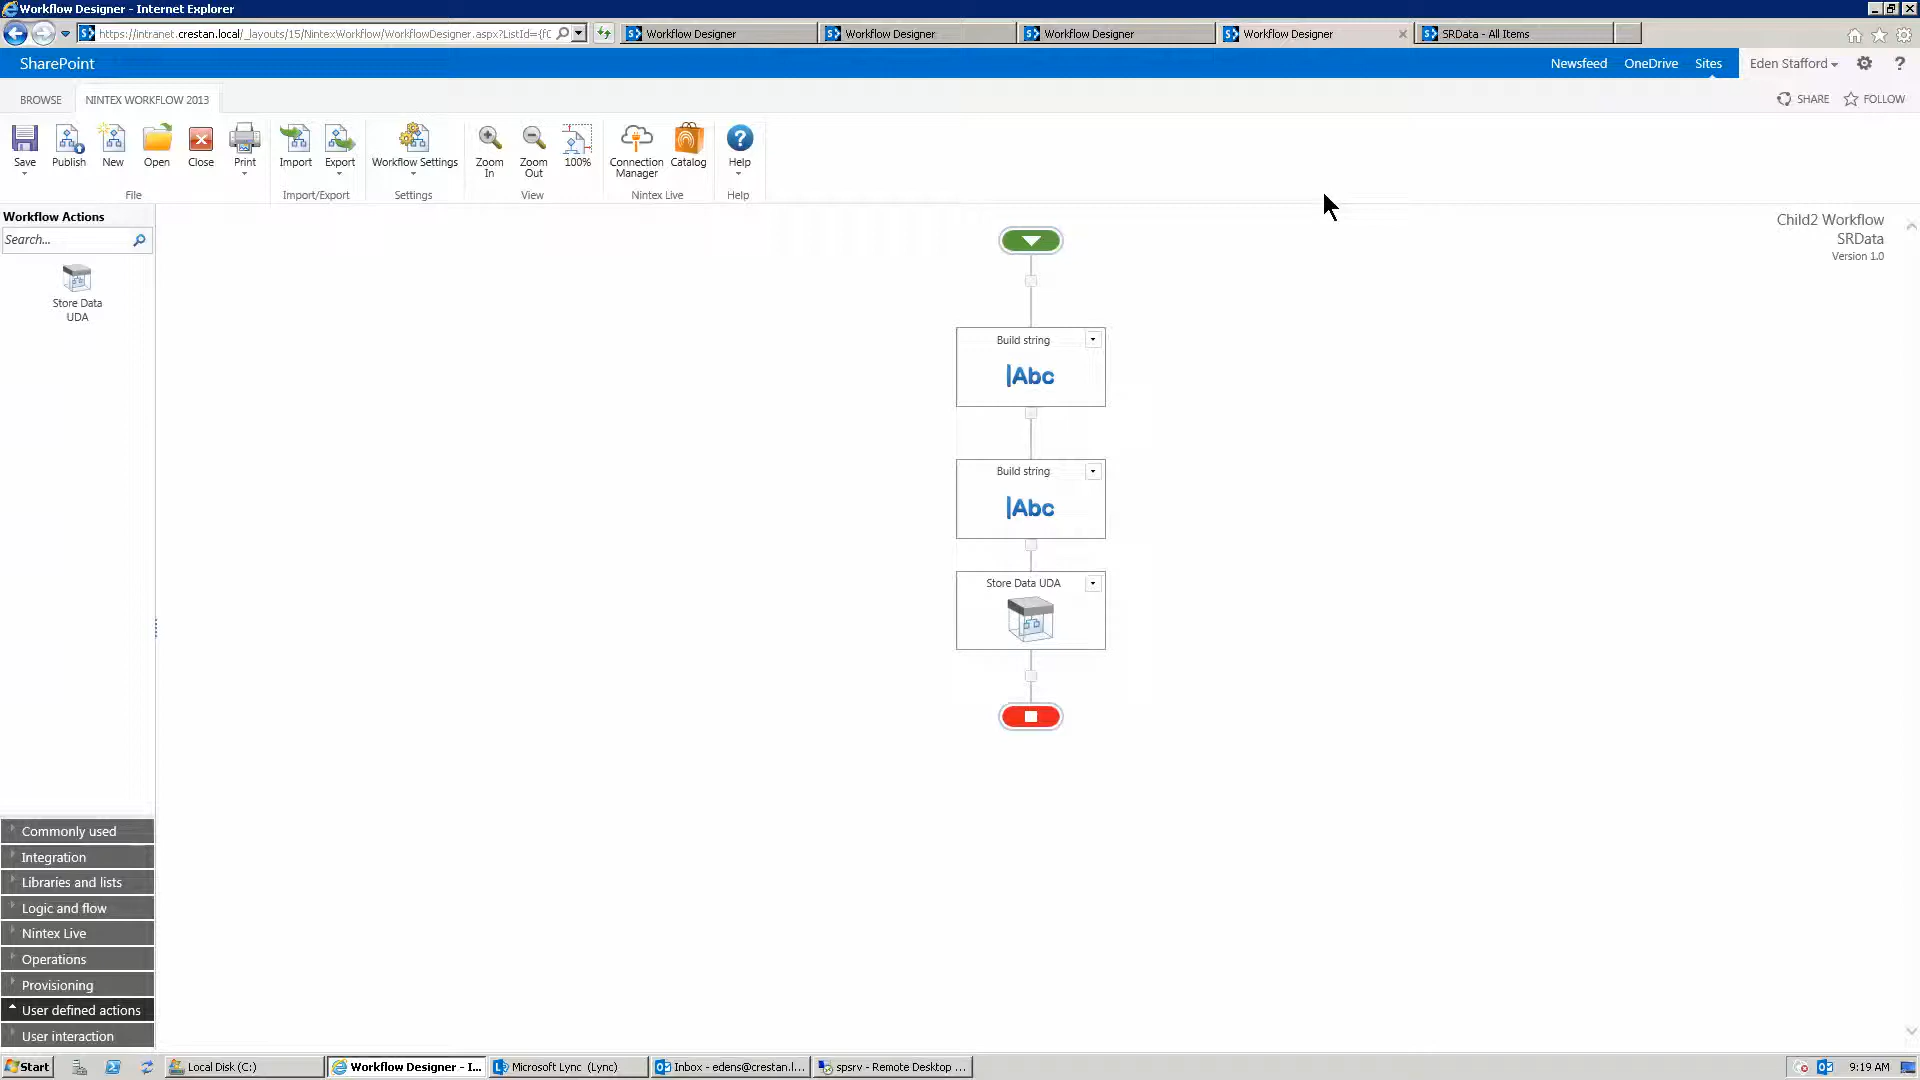 Workflow Designer - Internet Explorer
https://intranet.crestan.local/_layouts/15/NintexWorkflow/WorkflowDesigner.aspx?ListId={fC
Workflow Designer
Workflow Designer
Workflow Designer
Workflow Designer
SRData - All Items
SharePoint
Newsfeed
OneDrive
Sites
Eden Stafford
?
BROWSE
NINTEX WORKFLOW 2013
SHARE
FOLLOW
Save
Publish
New
Open
Close
Print
Import
Export
Workflow Settings
Zoom In
Zoom Out
100%
Connection Manager
Catalog
Help
File
Import/Export
Settings
View
Nintex Live
Help
Workflow Actions
Search...
Store Data
UDA
Child2 Workflow
SRData
Version 1.0
Build string
|Abc
Build string
|Abc
Store Data UDA
Commonly used
Integration
Libraries and lists
Logic and flow
Nintex Live
Operations
Provisioning
User defined actions
User interaction
Start
Local Disk (C:)
Workflow Designer - I...
Microsoft Lync (Lync)
Inbox - edens@crestan.l...
spsrv - Remote Desktop ...
9:19 AM